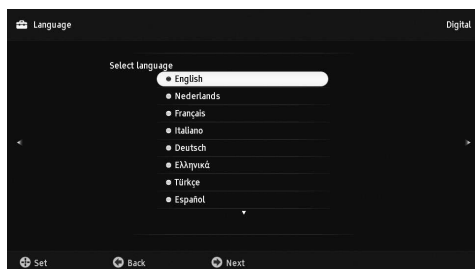 Language Digital
Select language
English
Nederlands
Français
Italiano
Deutsch
Ελληνικά
Türkçe
Español
Set Back Next